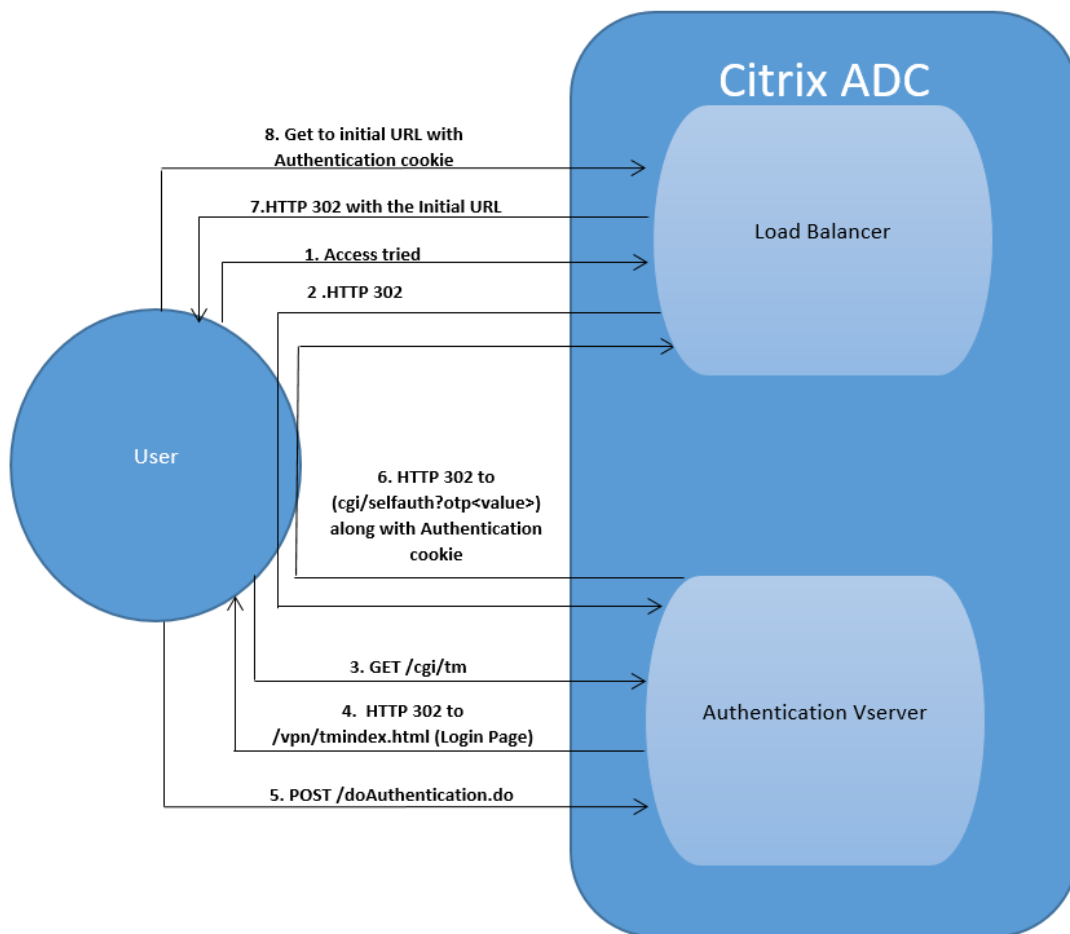 Citrix ADC
8. Get to initial URL with
Authentication cookie
7.HTTP 302 with the Initial URL
Load Balancer
1. Access tried
2 .HTTP 302
User
6. HTTP 302 to
(cgi/selfauth?otp<value>)
along with Authentication
cookie
3. GET /cgi/tm
4. HTTP 302 to
/vpn/tmindex.html (Login Page)
Authentication Vserver
5. POST /doAuthentication.do